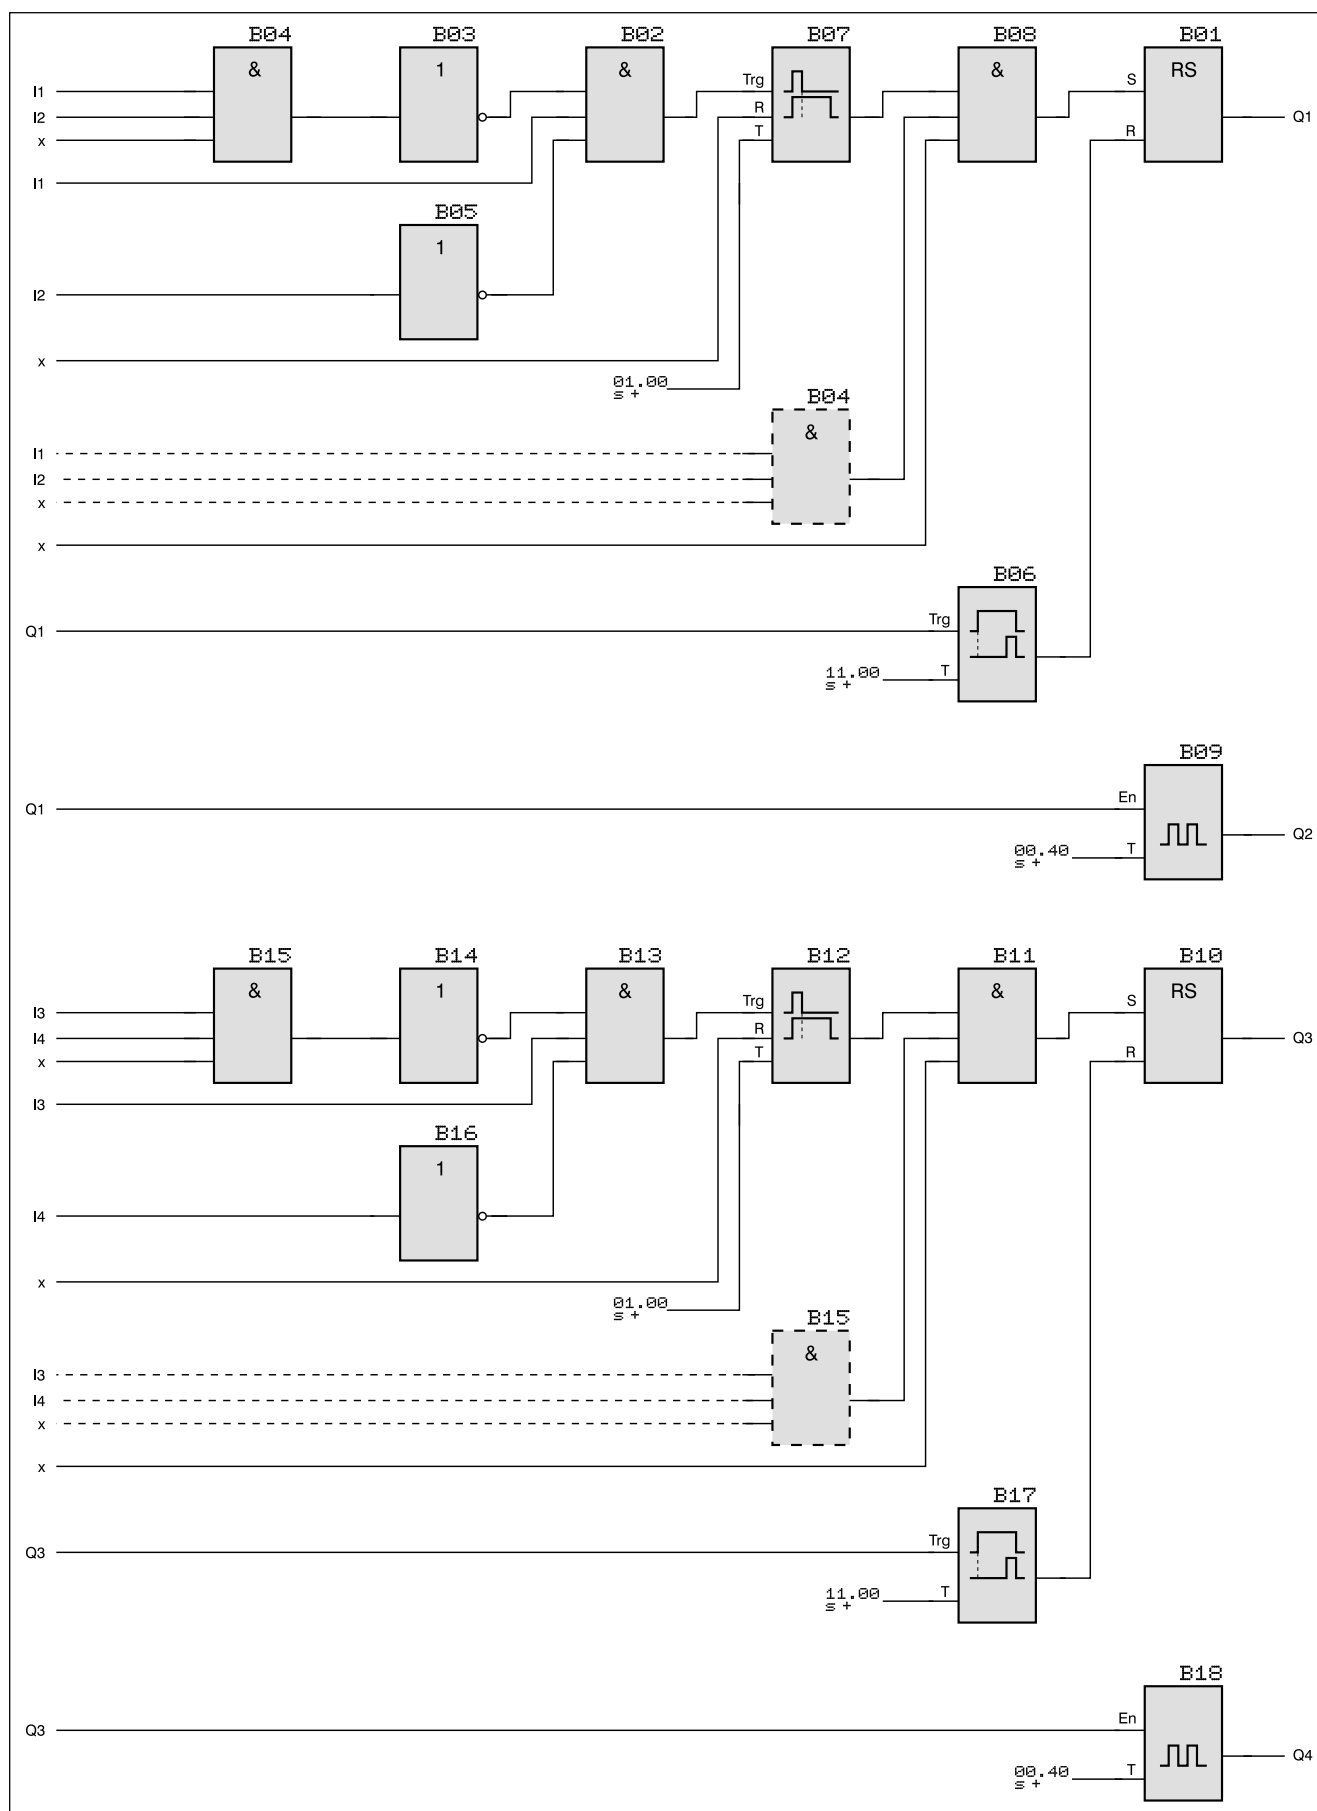 B04 B03 B02 B07 B08 B01
& 1 & & RS
I1 Trg S
I2 R Q1
x T R
I1
B05
1
I2
x
01.00
s +
B04
&
I1
I2
x
x
B06
Q1 Trg
11.00 T
s +
B09
Q1 En
Q2
00.40 T
s +
B15 B14 B13 B12 B11 B10
& 1 & & RS
I3 Trg S
I4 R Q3
x T R
I3
B16
1
I4
x
01.00
s +
B15
&
I3
I4
x
x
B17
Q3 Trg
11.00 T
s +
B18
Q3 En
Q4
00.40 T
s +